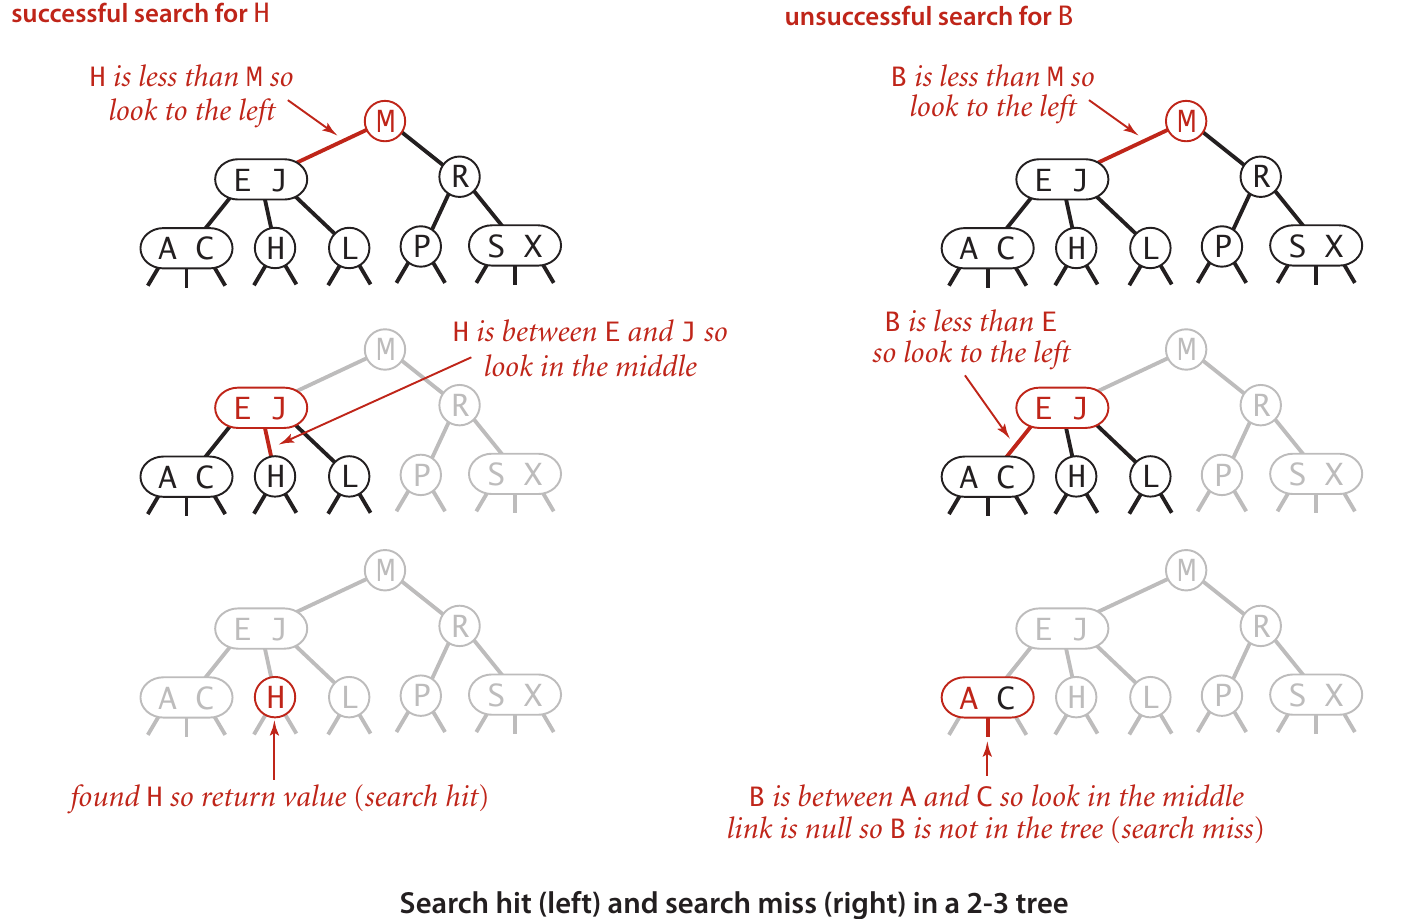 successful search for H
H is less than M so
look to the left
M
E J
R
A C
H
L
P
S X
H is between E and J so
look in the middle
M
E J
R
A C
H
L
P
S X
M
E J
R
A C
H
L
P
S X
found H so return value (search hit)
unsuccessful search for B
B is less than M so
look to the left
M
E J
R
A C
H
L
P
S X
B is less than E
so look to the left
M
E J
R
A C
H
L
P
S X
M
E J
R
A C
H
L
P
S X
B is between A and C so look in the middle
link is null so B is not in the tree (search miss)
Search hit (left) and search miss (right) in a 2-3 tree